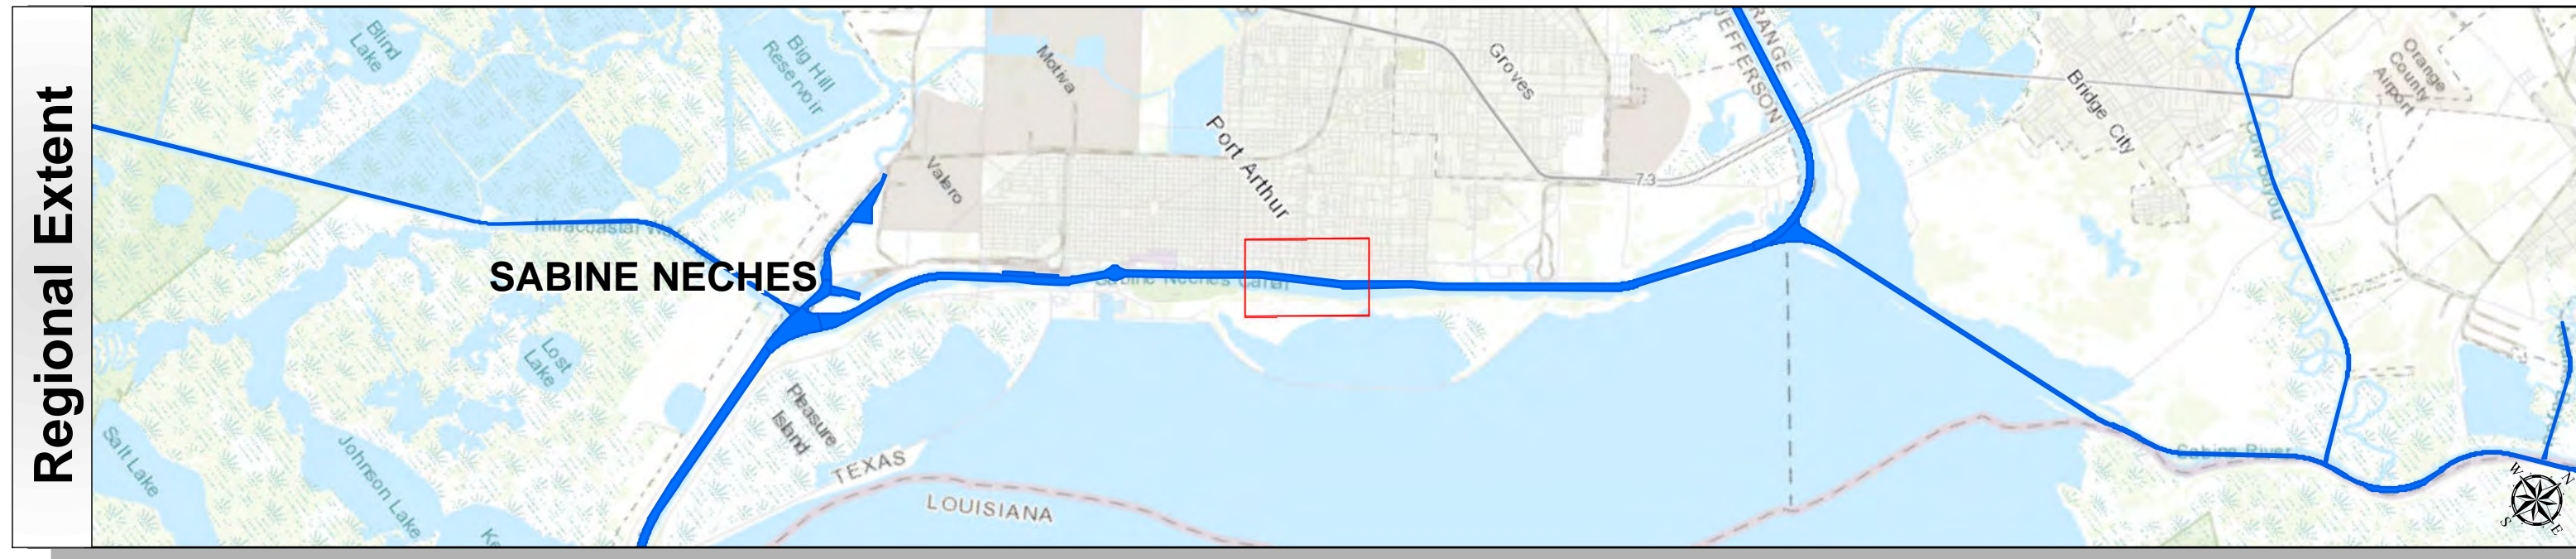 Regional Extent
Blind
Lake
Big Hill
Reservoir
Motiva
Groves
ORANGE
JEFFERSON
Bridge City
Orange
County
Airport
Port Arthur
Valero
73
Cow Bayou
Intracoastal
SABINE NECHES
Sabine Neches Canal
Lost
Lake
Pleasure
Island
Salt Lake
Johnson Lake
TEXAS
LOUISIANA
Sabine River
W
N
S
E